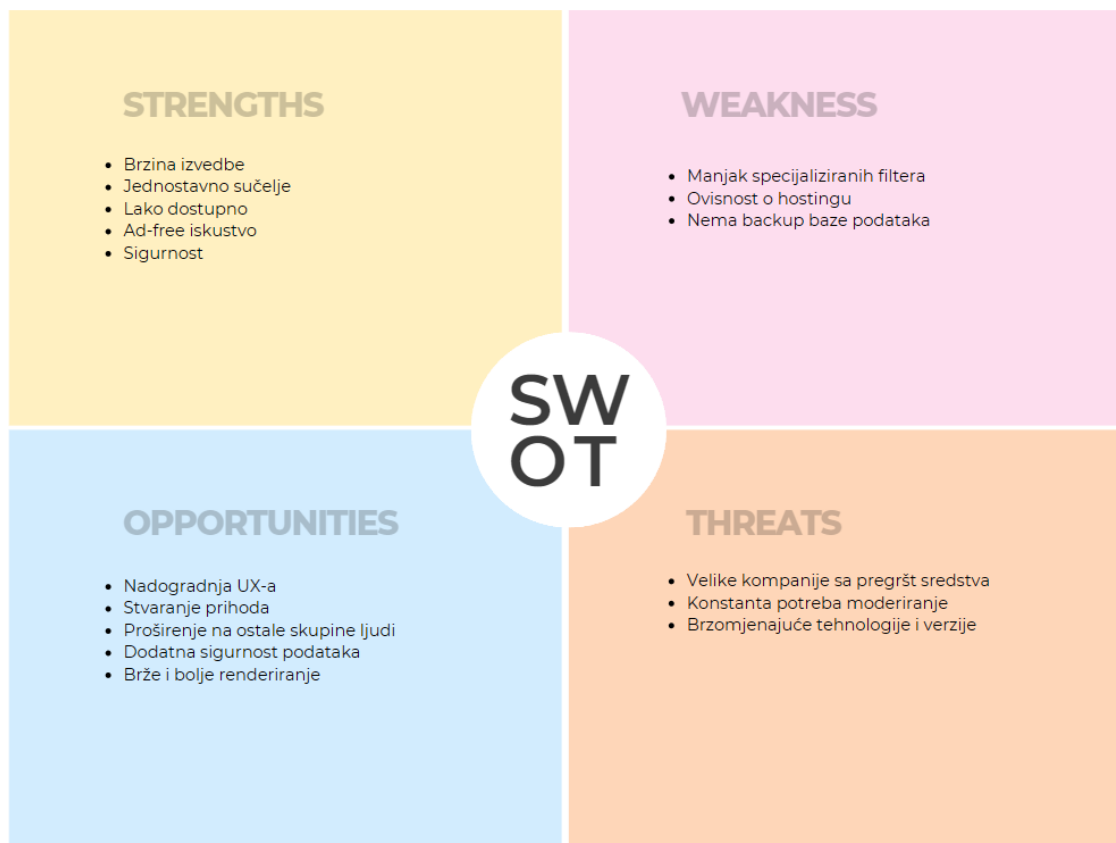 STRENGTHS
• Brzina izvedbe
• Jednostavno sučelje
• Lako dostupno
• Ad-free iskustvo
• Sigurnost
WEAKNESS
• Manjak specijaliziranih filtera
• Ovisnost o hostingu
• Nema backup baze podataka
SW
OT
OPPORTUNITIES
• Nadogradnja UX-a
• Stvaranje prihoda
• Proširenje na ostale skupine ljudi
• Dodatna sigurnost podataka
• Brže i bolje renderiranje
THREATS
• Velike kompanije sa pregršt sredstva
• Konstanta potreba moderiranje
• Brzomjenajuće tehnologije i verzije